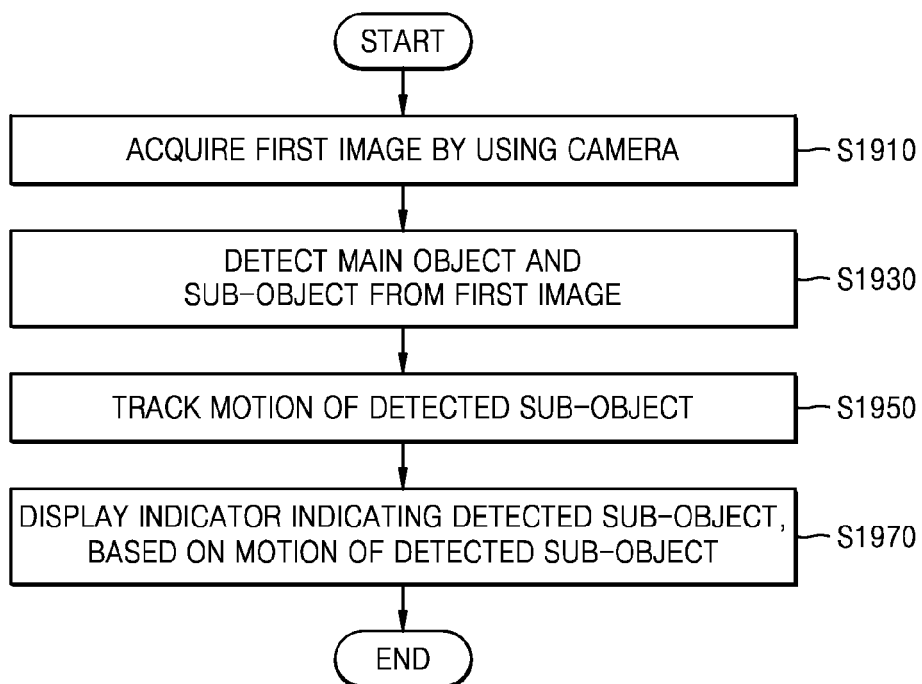 START
ACQUIRE FIRST IMAGE BY USING CAMERA
S1910
DETECT MAIN OBJECT AND
SUB-OBJECT FROM FIRST IMAGE
S1930
TRACK MOTION OF DETECTED SUB-OBJECT
S1950
DISPLAY INDICATOR INDICATING DETECTED SUB-OBJECT,
BASED ON MOTION OF DETECTED SUB-OBJECT
S1970
END